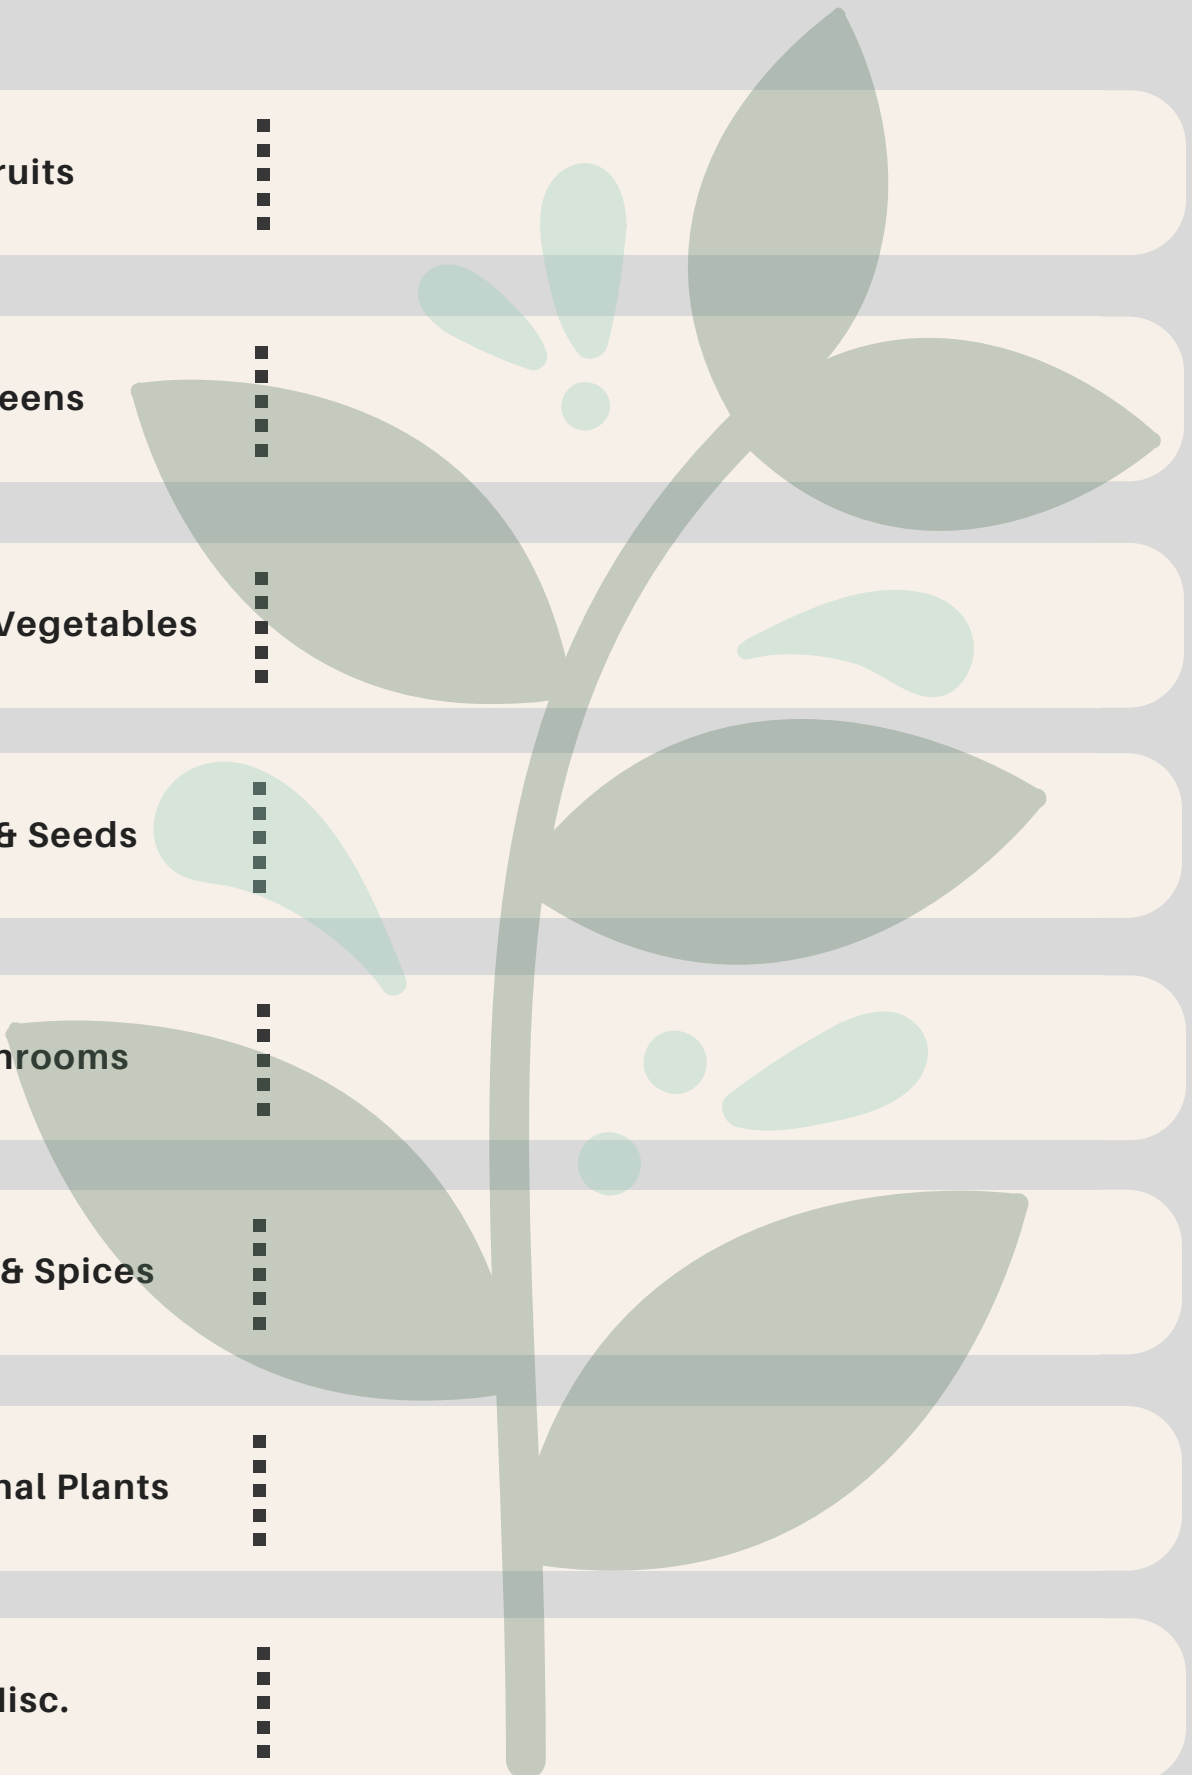 ruits
eens
Vegetables
& Seeds
hrooms
& Spices
nal Plants
lisc.